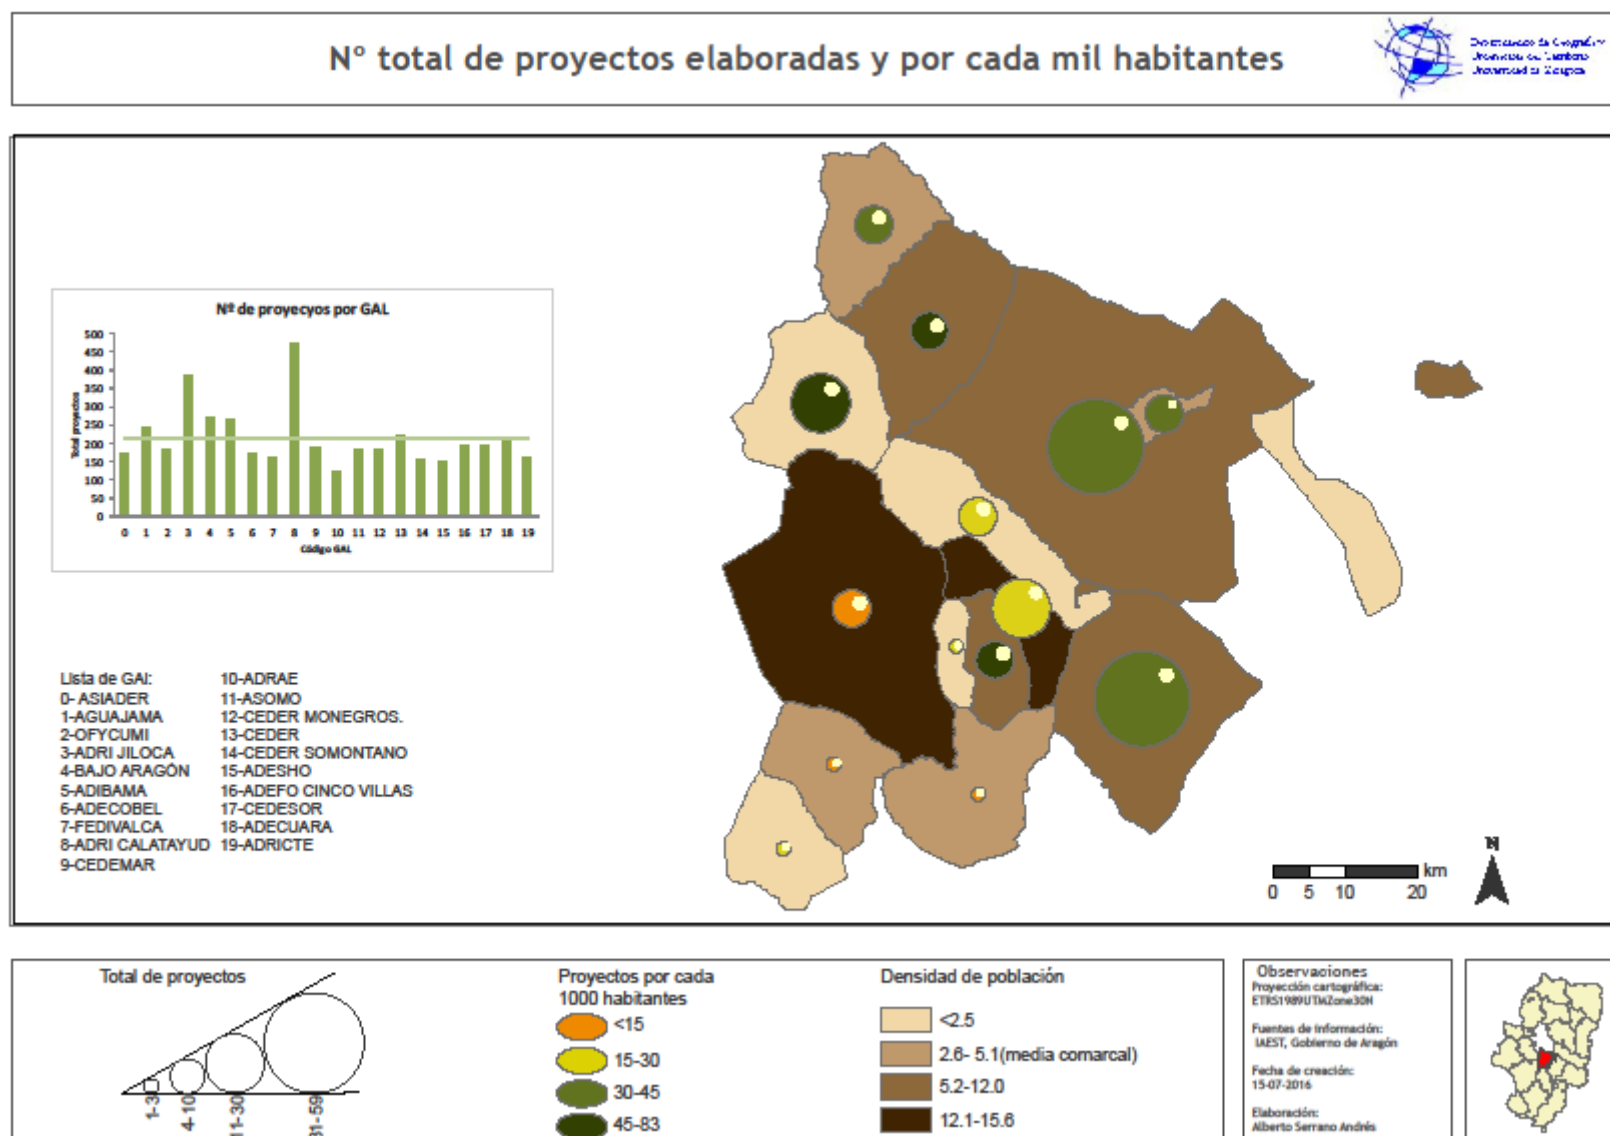 Nº total de proyectos elaboradas y por cada mil habitantes
Nº de proyecyos por GAL
Total proyectos
500
450
400
350
300
250
200
150
100
50
0
0 1 2 3 4 5 6 7 8 9 10 11 12 13 14 15 16 17 18 19
Código GAL
Lista de GAl:
0- ASIADER
1-AGUAJAMA
2-OFYCUMI
3-ADRI JILOCA
4-BAJO ARAGÓN
5-ADIBAMA
6-ADECOBEL
7-FEDIVALCA
8-ADRI CALATAYUD
9-CEDEMAR
10-ADRAE
11-ASOMO
12-CEDER MONEGROS.
13-CEDER
14-CEDER SOMONTANO
15-ADESHO
16-ADEFO CINCO VILLAS
17-CEDESOR
18-ADECUARA
19-ADRICTE
N
km
0 5 10 20
Total de proyectos
1-3
4-10
11-30
31-59
Proyectos por cada
1000 habitantes
<15
15-30
30-45
45-83
Densidad de población
<2.5
2.6- 5.1(media comarcal)
5.2-12.0
12.1-15.6
Observaciones
Proyección cartográfica:
ETRS1989UTMZone30N
Fuentes de información:
IAEST, Gobierno de Aragón
Fecha de creación:
15-07-2016
Elaboración:
Alberto Serrano Andrés